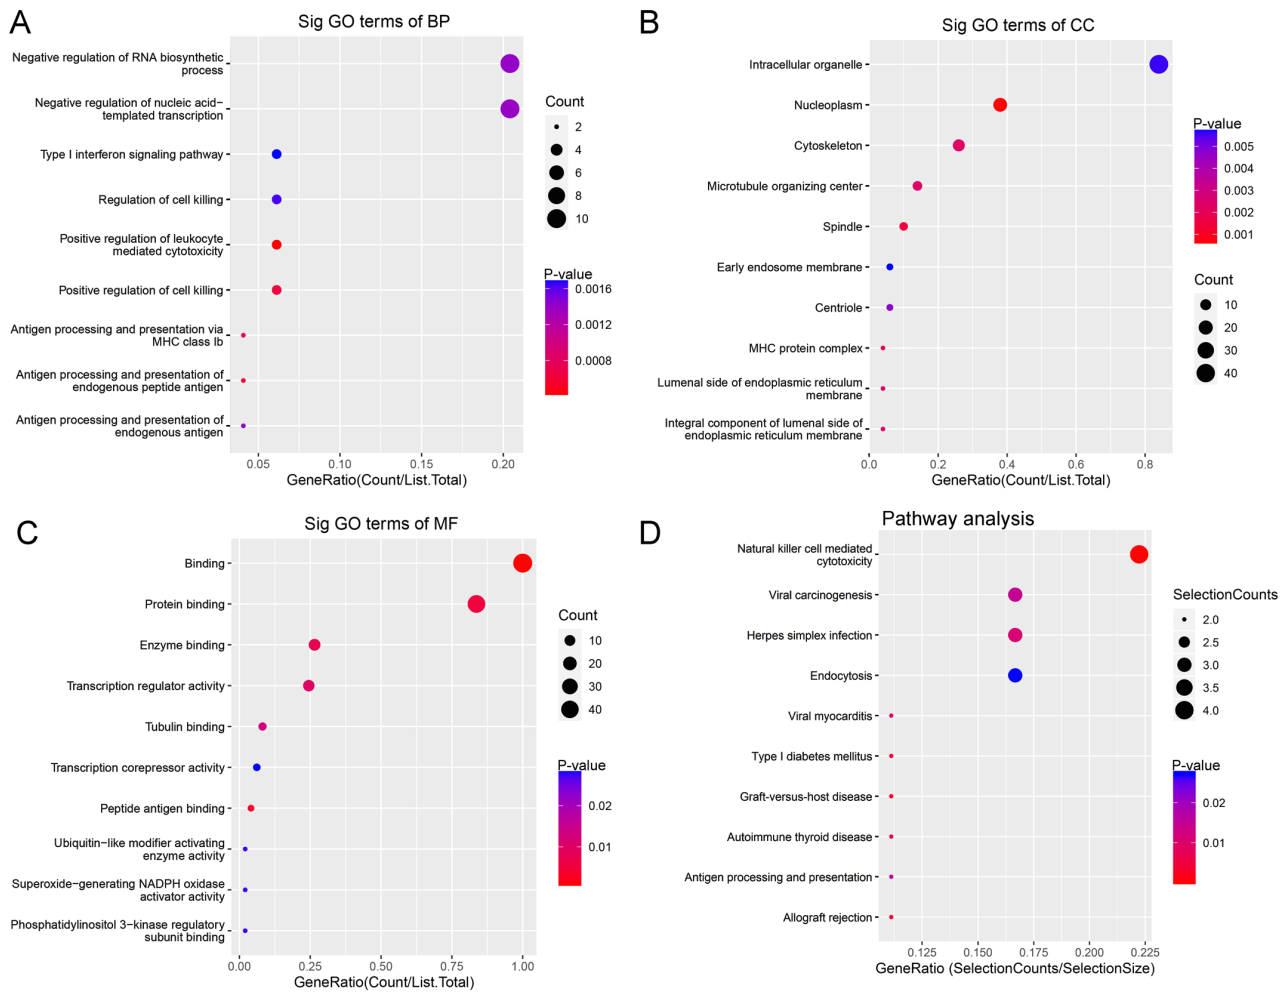 A
Sig GO terms of BP
Negative regulation of RNA biosynthetic
process
Negative regulation of nucleic acid−
templated transcription
Type I interferon signaling pathway
Regulation of cell killing
Positive regulation of leukocyte
mediated cytotoxicity
Positive regulation of cell killing
Antigen processing and presentation via
MHC class Ib
Antigen processing and presentation of
endogenous peptide antigen
Antigen processing and presentation of
endogenous antigen
0.05 0.10 0.15 0.20
GeneRatio(Count/List.Total)
Count
2
4
6
8
10
P-value
0.0016
0.0012
0.0008
B
Sig GO terms of CC
Intracellular organelle
Nucleoplasm
Cytoskeleton
Microtubule organizing center
Spindle
Early endosome membrane
Centriole
MHC protein complex
Lumenal side of endoplasmic reticulum
membrane
Integral component of lumenal side of
endoplasmic reticulum membrane
0.0 0.2 0.4 0.6 0.8
GeneRatio(Count/List.Total)
P-value
0.005
0.004
0.003
0.002
0.001
Count
10
20
30
40
C
Sig GO terms of MF
Binding
Protein binding
Enzyme binding
Transcription regulator activity
Tubulin binding
Transcription corepressor activity
Peptide antigen binding
Ubiquitin−like modifier activating
enzyme activity
Superoxide−generating NADPH oxidase
activator activity
Phosphatidylinositol 3−kinase regulatory
subunit binding
0.00 0.25 0.50 0.75 1.00
GeneRatio(Count/List.Total)
Count
10
20
30
40
P-value
0.02
0.01
D
Pathway analysis
Natural killer cell mediated
cytotoxicity
Viral carcinogenesis
Herpes simplex infection
Endocytosis
Viral myocarditis
Type I diabetes mellitus
Graft−versus−host disease
Autoimmune thyroid disease
Antigen processing and presentation
Allograft rejection
0.125 0.150 0.175 0.200 0.225
GeneRatio (SelectionCounts/SelectionSize)
SelectionCounts
2.0
2.5
3.0
3.5
4.0
P-value
0.02
0.01